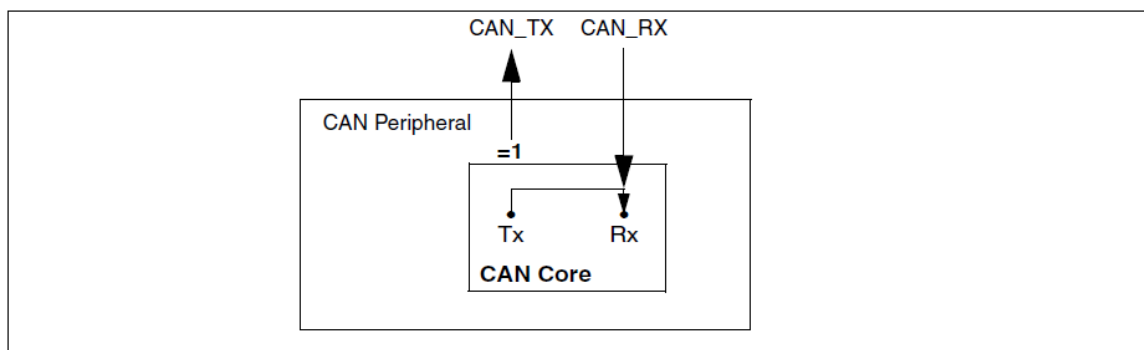 CAN_TX CAN_RX
CAN Peripheral
=1
Tx Rx
CAN Core